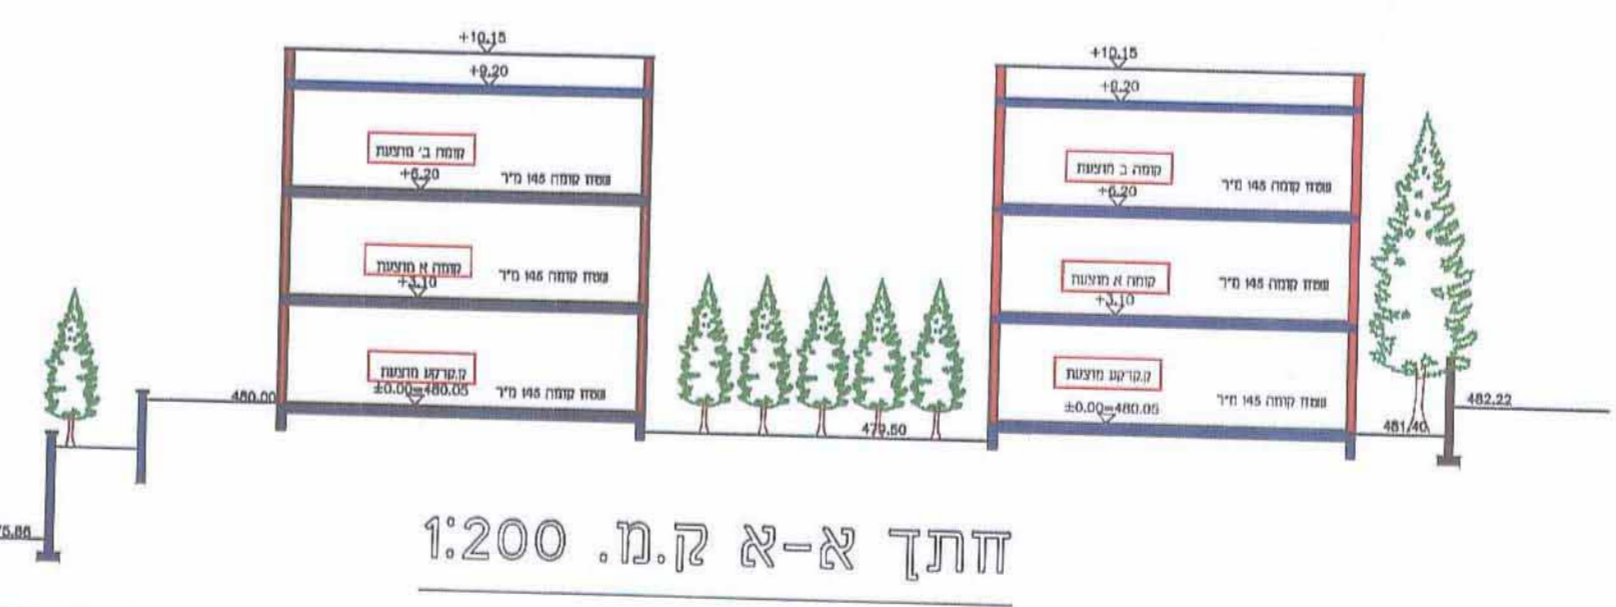 +10.15
+9.20
קומה ב' מוצעת
+6.20
שטח קומה 145 מ"ר
קומה א מוצעת
+3.10
שטח קומה 145 מ"ר
ק.קרקע מוצעת
±0.00=480.05
שטח קומה 145 מ"ר
480.00
75.86
479.50
+10.15
+9.20
קומה ב מוצעת
+6.20
שטח קומה 145 מ"ר
קומה א מוצעת
+3.10
שטח קומה 145 מ"ר
ק.קרקע מוצעת
±0.00=480.05
שטח קומה 145 מ"ר
481.40
482.22
חתך א-א ק.מ. 1:200